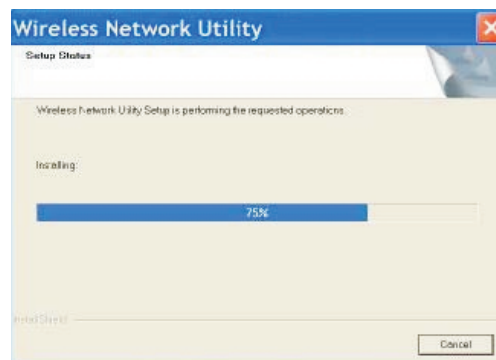 Wireless Network Utility
Setup Status
Wireless Network Utility Setup is performing the requested operations.
Installing:
75%
InstallShield
Cancel